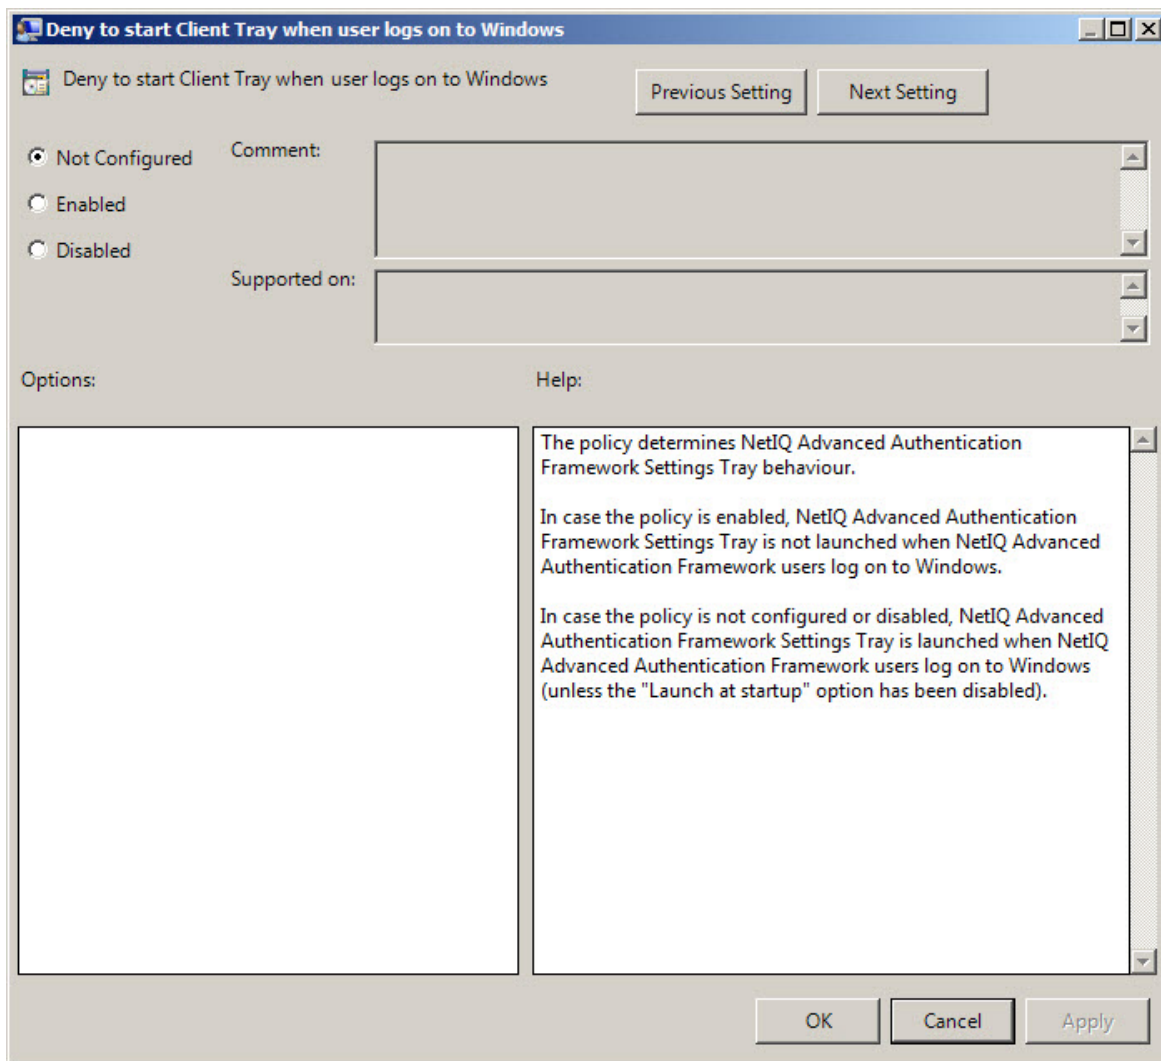 Deny to start Client Tray when user logs on to Windows
Deny to start Client Tray when user logs on to Windows
Previous Setting
Next Setting
Not Configured
Comment:
Enabled
Disabled
Supported on:
Options:
Help:
The policy determines NetIQ Advanced Authentication
Framework Settings Tray behaviour.
In case the policy is enabled, NetIQ Advanced Authentication
Framework Settings Tray is not launched when NetIQ Advanced
Authentication Framework users log on to Windows.
In case the policy is not configured or disabled, NetIQ Advanced
Authentication Framework Settings Tray is launched when NetIQ
Advanced Authentication Framework users log on to Windows
(unless the "Launch at startup" option has been disabled).
OK
Cancel
Apply